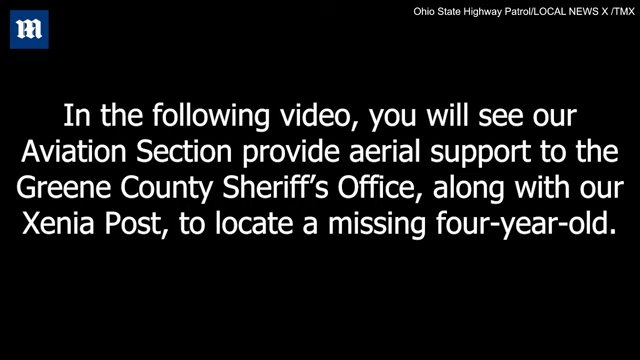 Ohio State Highway Patrol/LOCAL NEWS X /TMX
m
In the following video, you will see our
Aviation Section provide aerial support to the
Greene County Sheriff's Office, along with our
Xenia Post, to locate a missing four-year-old.